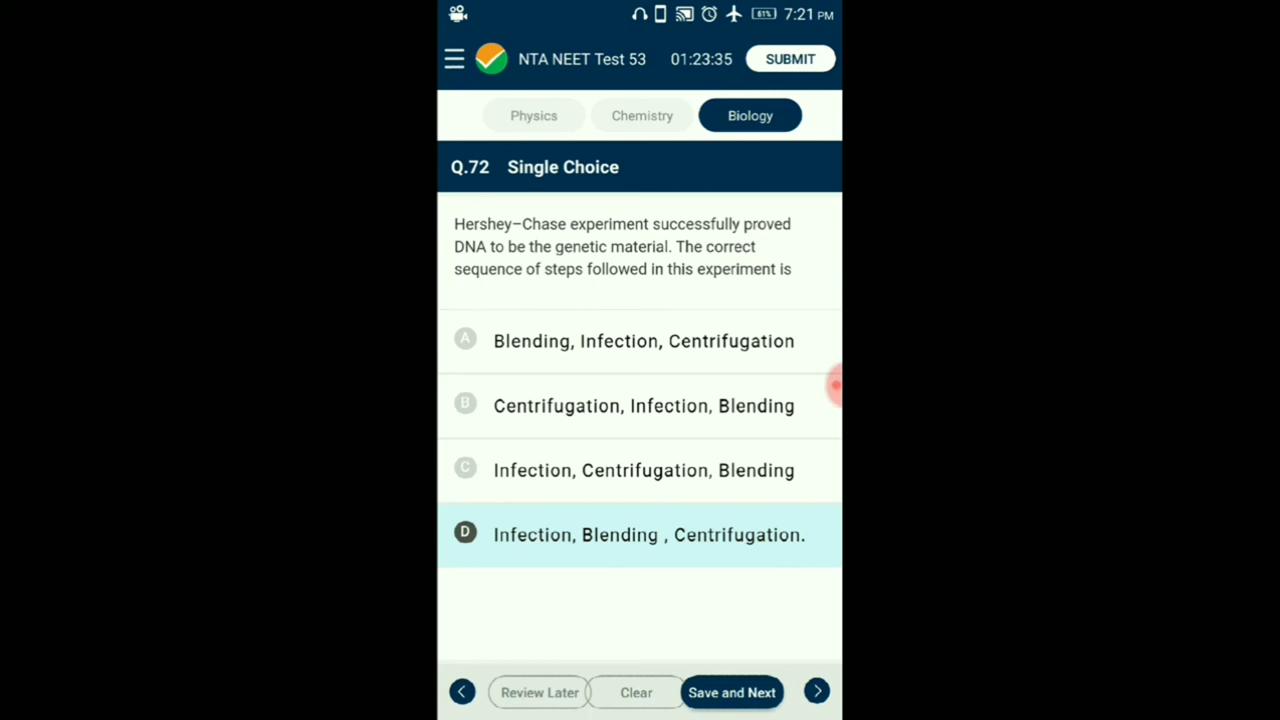 61% 7:21 PM
NTA NEET Test 53 01:23:35 SUBMIT
Physics Chemistry Biology
Q.72 Single Choice
Hershey–Chase experiment successfully proved
DNA to be the genetic material. The correct
sequence of steps followed in this experiment is
A Blending, Infection, Centrifugation
B Centrifugation, Infection, Blending
C Infection, Centrifugation, Blending
D Infection, Blending , Centrifugation.
Review Later Clear Save and Next